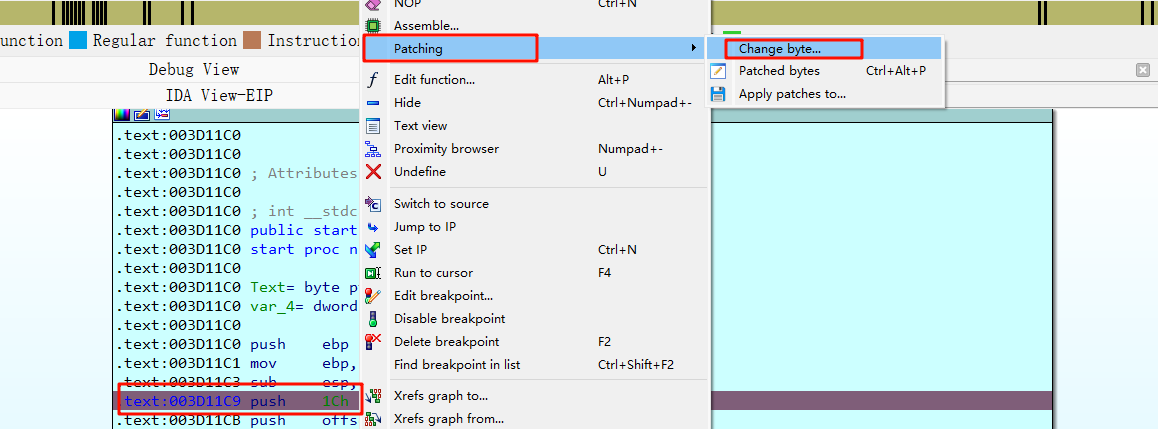 NOP Ctrl+N
Assemble...
unction Regular function Instruction
Patching Change byte...
Debug View Patched bytes Ctrl+Alt+P
Edit function... Alt+P
IDA View-EIP Hide Ctrl+Numpad+- Apply patches to...
Text view
.text:003D11C0
.text:003D11C0 Proximity browser Numpad+-
.text:003D11C0 ; Attributes Undefine U
.text:003D11C0
.text:003D11C0 ; int __stdc Switch to source
.text:003D11C0 public start Jump to IP
.text:003D11C0 start proc n Set IP Ctrl+N
.text:003D11C0 Run to cursor F4
.text:003D11C0 Text= byte p
.text:003D11C0 var_4= dword Edit breakpoint...
.text:003D11C0 Disable breakpoint
.text:003D11C0 push ebp Delete breakpoint F2
.text:003D11C1 mov ebp, Find breakpoint in list Ctrl+Shift+F2
.text:003D11C3 sub esp,
.text:003D11C9 push 1Ch Xrefs graph to...
.text:003D11CB push offs Xrefs graph from...